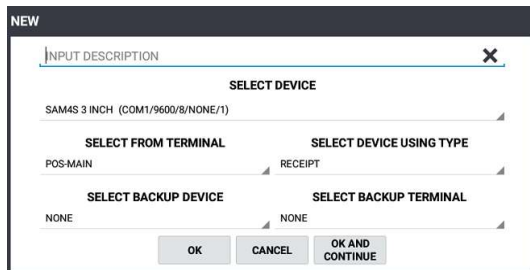 NEW
INPUT DESCRIPTION
SELECT DEVICE
SAM4S 3 INCH (COM1/9600/8/NONE/1)
SELECT FROM TERMINAL
SELECT DEVICE USING TYPE
POS-MAIN
RECEIPT
SELECT BACKUP DEVICE
SELECT BACKUP TERMINAL
NONE
NONE
OK
CANCEL
OK AND
CONTINUE